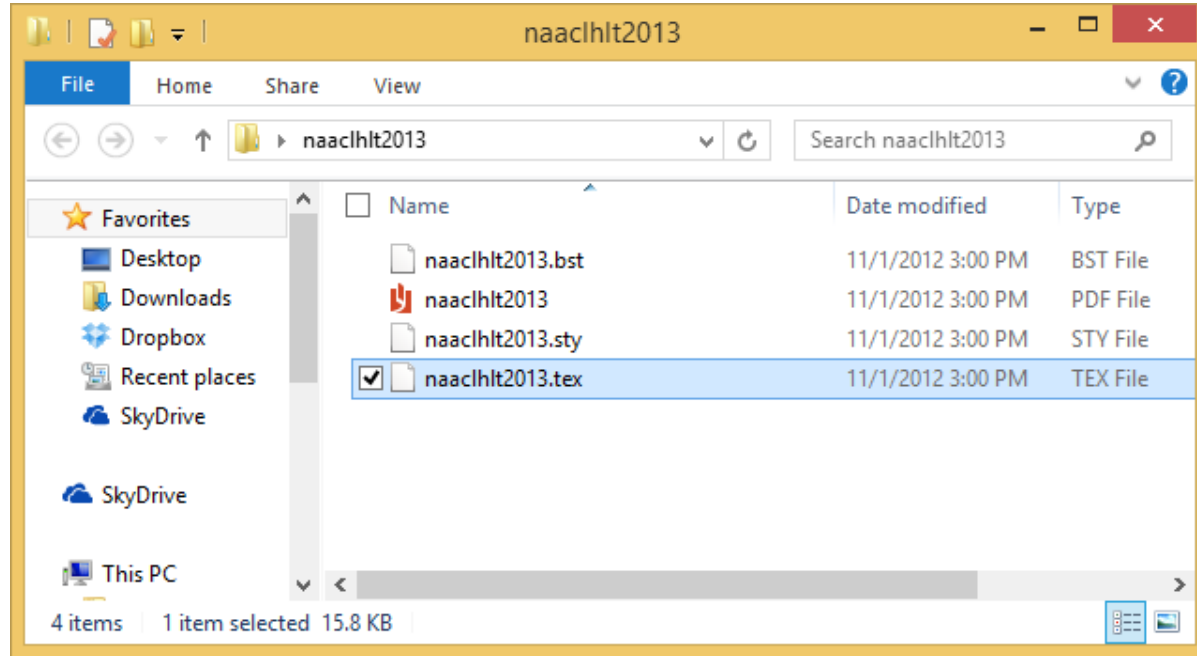 naaclhlt2013
File Home Share View
naaclhlt2013 Search naaclhlt2013
Favorites
Desktop
Downloads
Dropbox
Recent places
SkyDrive
SkyDrive
This PC
Name Date modified Type
naaclhlt2013.bst 11/1/2012 3:00 PM BST File
naaclhlt2013 11/1/2012 3:00 PM PDF File
naaclhlt2013.sty 11/1/2012 3:00 PM STY File
naaclhlt2013.tex 11/1/2012 3:00 PM TEX File
4 items 1 item selected 15.8 KB